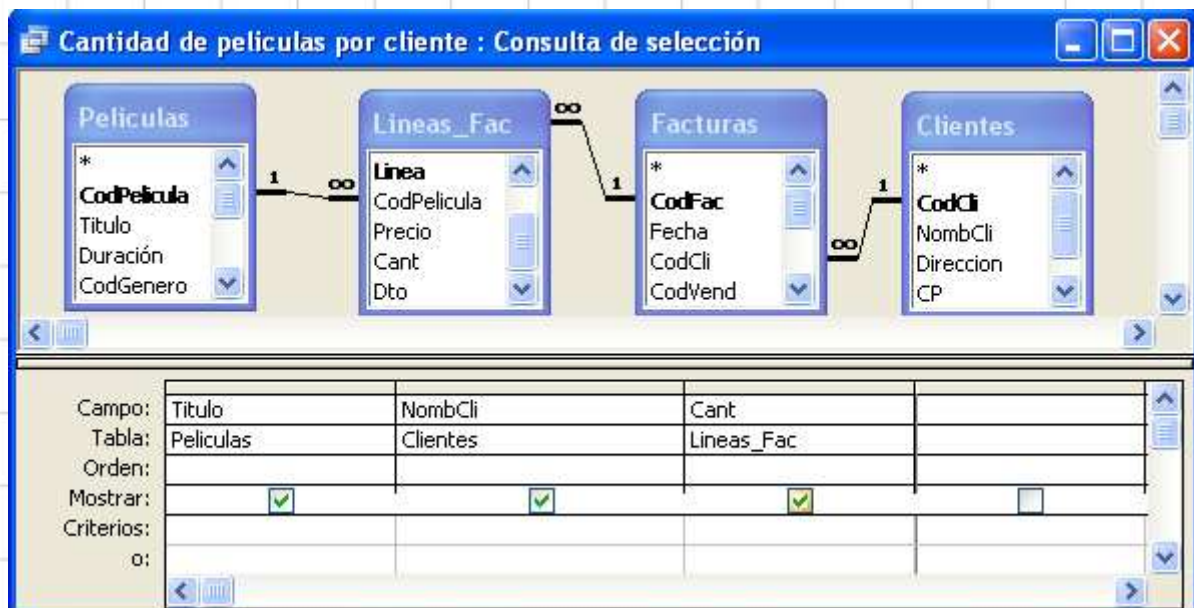 Cantidad de peliculas por cliente : Consulta de selección
Peliculas
*
CodPelicula
Titulo
Duración
CodGenero
1
∞
Lineas_Fac
Linea
CodPelicula
Precio
Cant
Dto
∞
1
Facturas
*
CodFac
Fecha
CodCli
CodVend
∞
1
Clientes
*
CodCli
NombCli
Direccion
CP
Campo: Titulo NombCli Cant
Tabla: Peliculas Clientes Lineas_Fac
Orden:
Mostrar:
Criterios:
o: